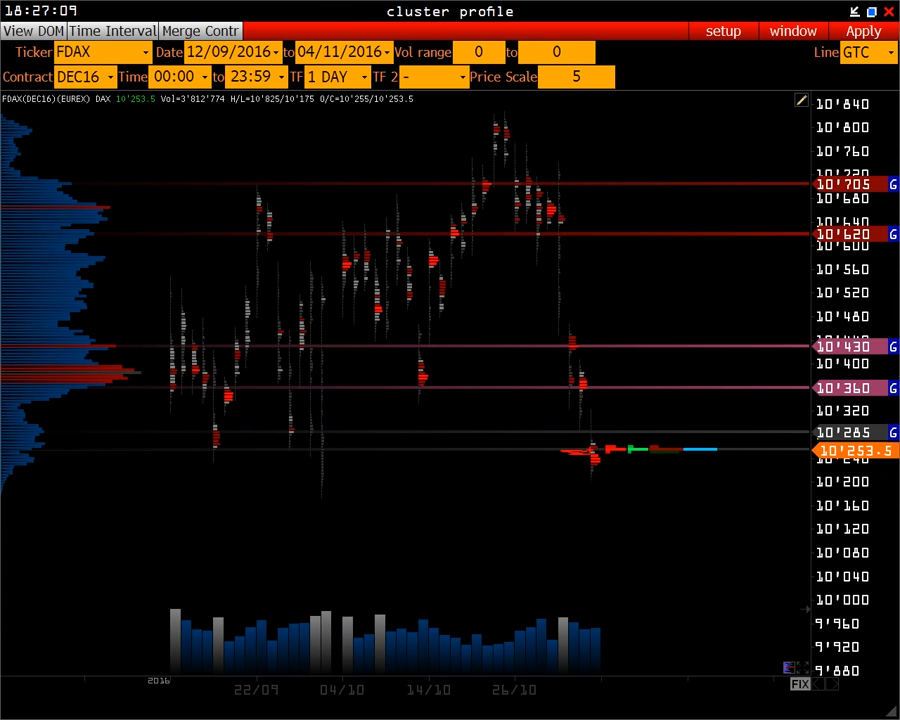 18:27:09 cluster profile
View DOM Time Interval Merge Contr setup window Apply
Ticker FDAX Date 12/09/2016 to 04/11/2016 Vol range 0 to 0 Line GTC
Contract DEC16 Time 00:00 to 23:59 TF 1 DAY TF 2 - Price Scale 5
FDAX(DEC16)(EUREX) DAX 10'253.5 Vol=3'812'774 H/L=10'825/10'175 O/C=10'255/10'253.5
10'840
10'800
10'760
10'720
10'705 G
10'680
10'640
10'620 G
10'600
10'560
10'520
10'480
10'430 G
10'400
10'360 G
10'320
10'285 G
10'253.5
10'240
10'200
10'160
10'120
10'080
10'040
10'000
9'960
9'920
9'880
2016 22/09 04/10 14/10 26/10 FIX